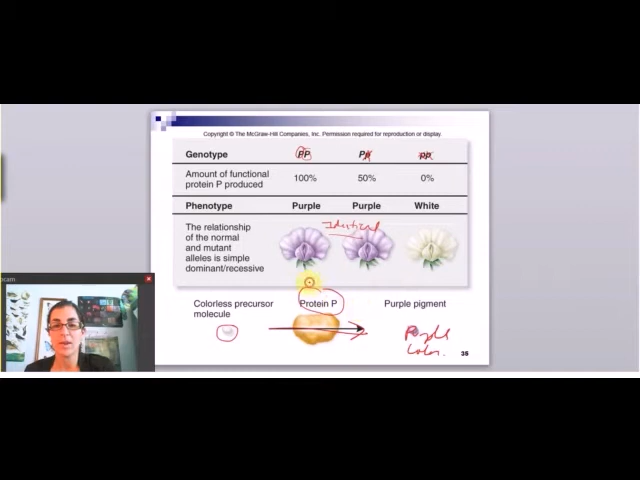 Copyright © The McGraw-Hill Companies, Inc. Permission required for reproduction or display.
Genotype PP Pp pp
Amount of functional protein P produced 100% 50% 0%
Phenotype Purple Purple White
Identical
The relationship
of the normal
and mutant
alleles is simple
dominant/recessive
Colorless precursor molecule Protein P Purple pigment
Purple
Color.
35
cam